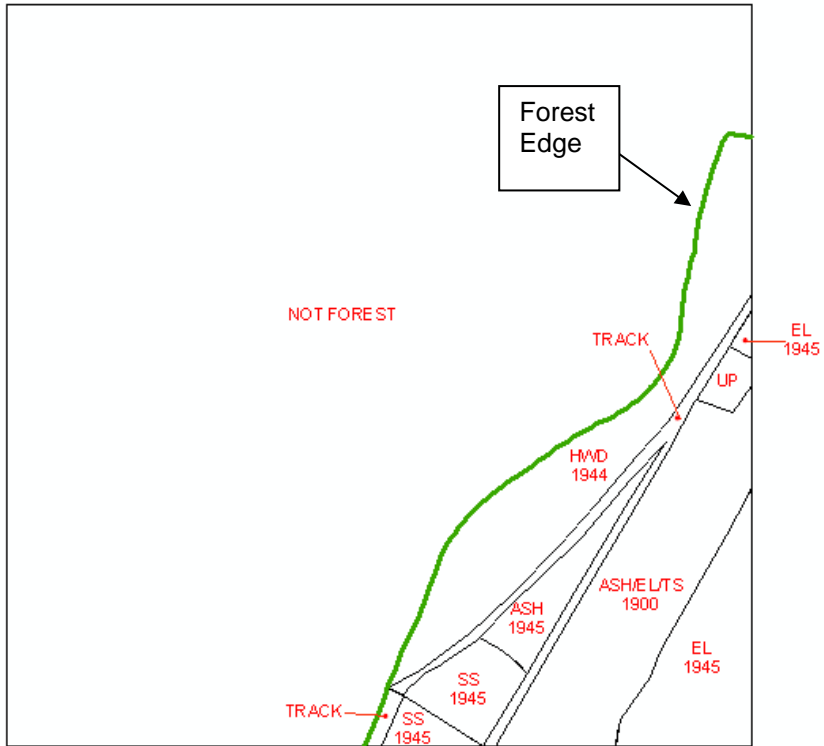 Forest
Edge
NOT FOREST
TRACK
EL
1945
UP
HWD
1944
ASH/EL/TS
1900
ASH
1945
EL
1945
SS
1945
TRACK
SS
1945